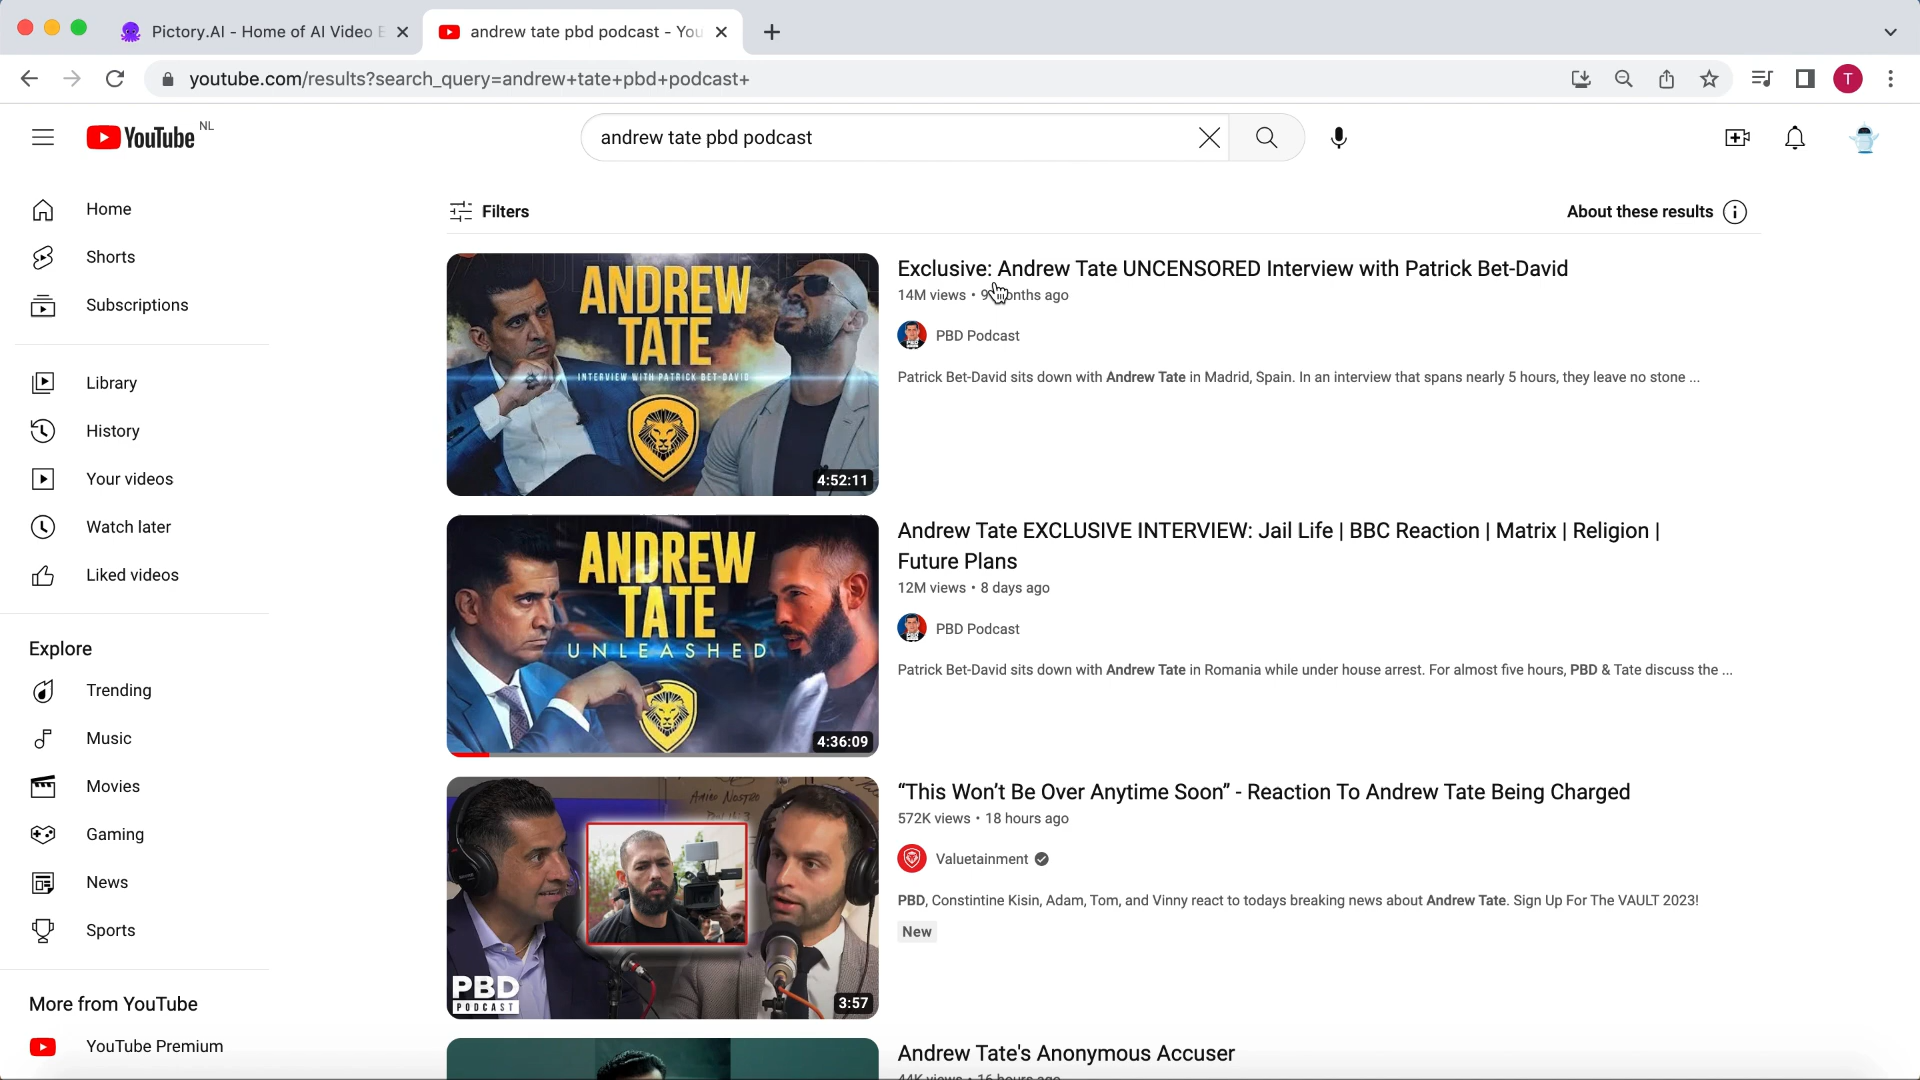 Pictory.AI - Home of AI Video E
andrew tate pbd podcast - You
youtube.com/results?search_query=andrew+tate+pbd+podcast+
T
YouTube NL
andrew tate pbd podcast
Home
Shorts
Subscriptions
Library
History
Your videos
Watch later
Liked videos
Explore
Trending
Music
Movies
Gaming
News
Sports
More from YouTube
YouTube Premium
Filters
About these results
ANDREW
TATE
INTERVIEW WITH PATRICK BET-DAVID
4:52:11
Exclusive: Andrew Tate UNCENSORED Interview with Patrick Bet-David
14M views • 9 months ago
PBD Podcast
Patrick Bet-David sits down with Andrew Tate in Madrid, Spain. In an interview that spans nearly 5 hours, they leave no stone ...
ANDREW
TATE
UNLEASHED
4:36:09
Andrew Tate EXCLUSIVE INTERVIEW: Jail Life | BBC Reaction | Matrix | Religion |
Future Plans
12M views • 8 days ago
PBD Podcast
Patrick Bet-David sits down with Andrew Tate in Romania while under house arrest. For almost five hours, PBD & Tate discuss the ...
PBD
PODCAST
3:57
“This Won’t Be Over Anytime Soon” - Reaction To Andrew Tate Being Charged
572K views • 18 hours ago
Valuetainment
PBD, Constintine Kisin, Adam, Tom, and Vinny react to todays breaking news about Andrew Tate. Sign Up For The VAULT 2023!
New
Andrew Tate's Anonymous Accuser
44K views • 16 hours ago